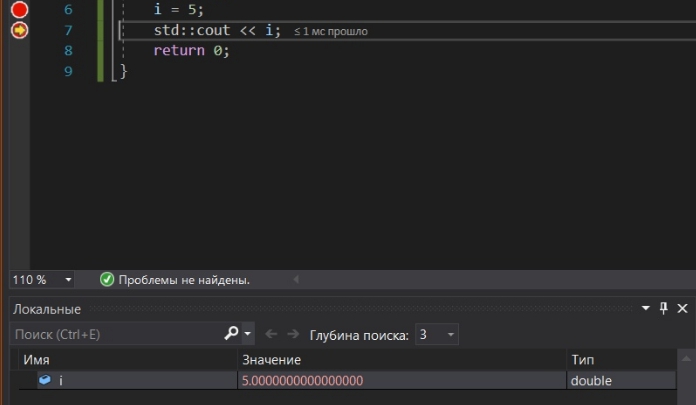 6 i = 5;
7 std::cout << i; ≤ 1 мс прошло
8 return 0;
9 }
110 % Проблемы не найдены.
Локальные
Поиск (Ctrl+E) Глубина поиска: 3
Имя Значение Тип
i 5.0000000000000000 double